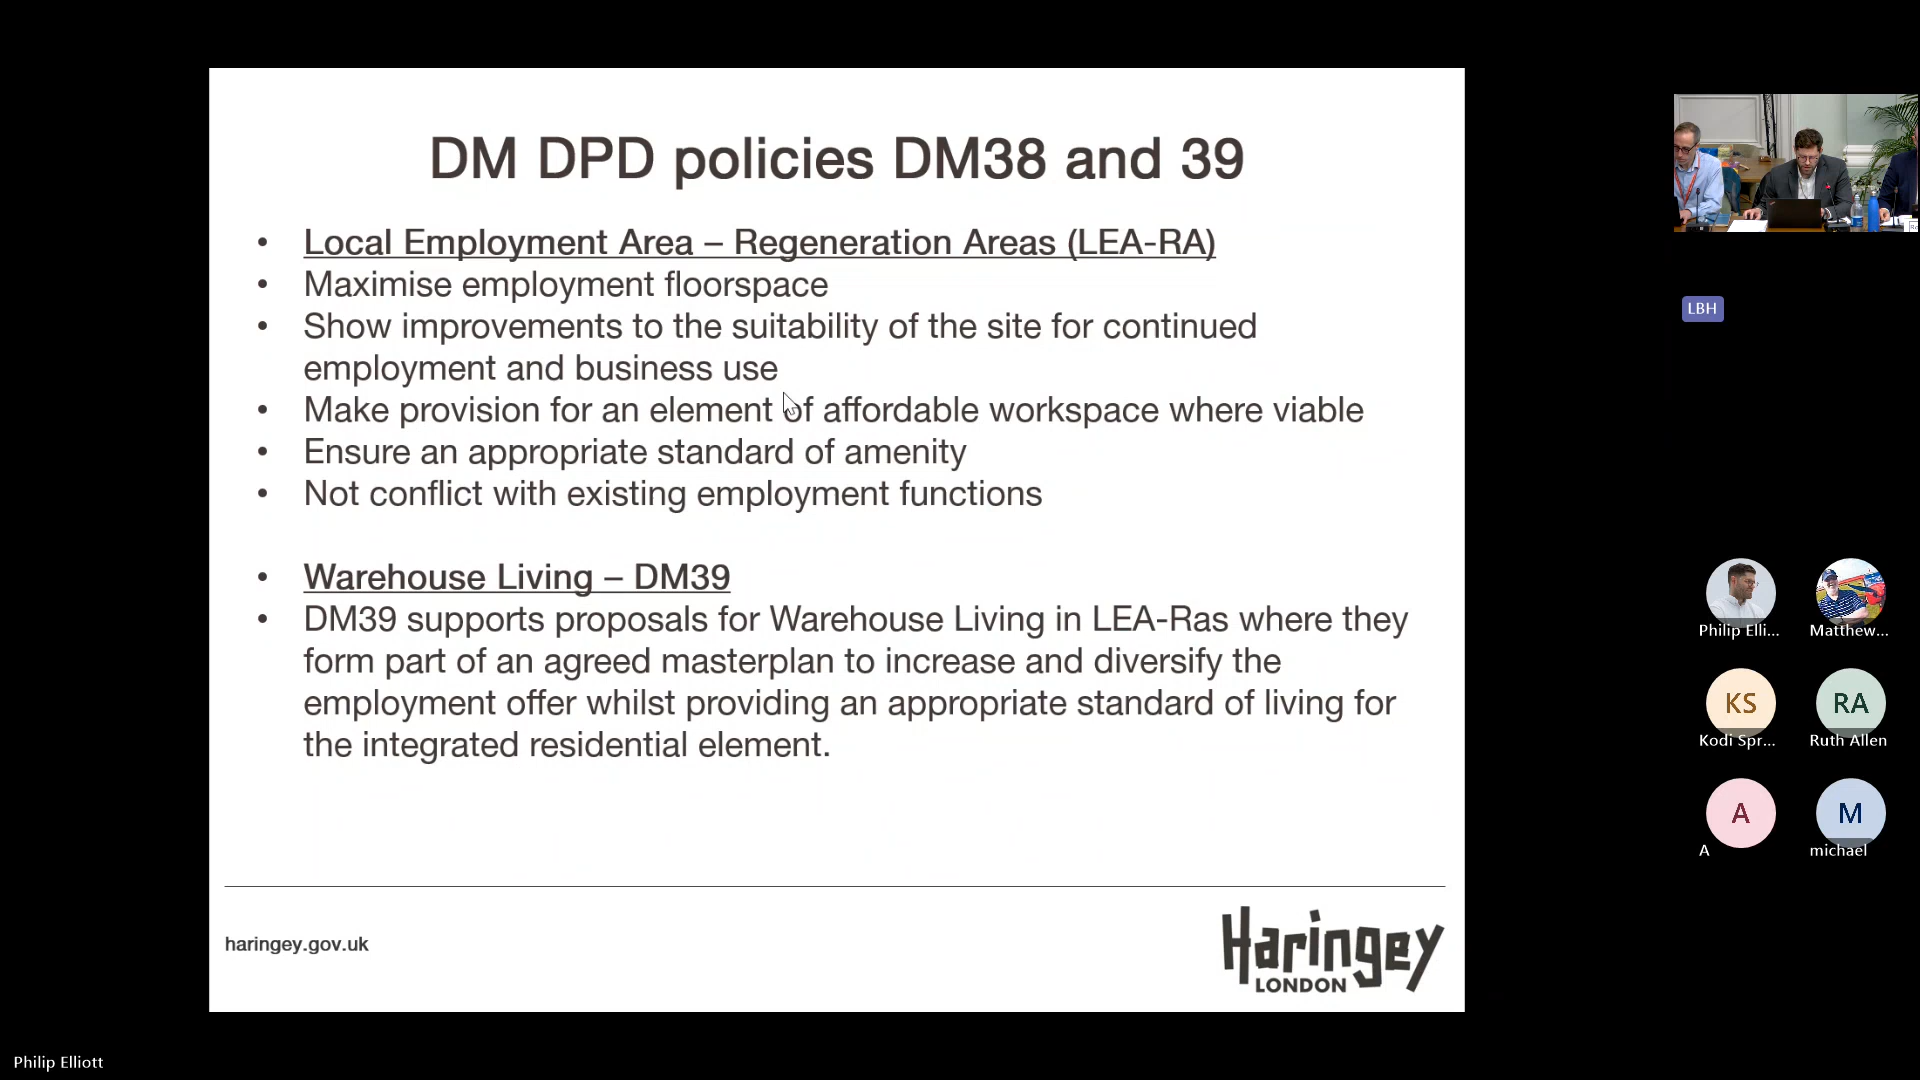 DM DPD policies DM38 and 39
• Local Employment Area – Regeneration Areas (LEA-RA)
• Maximise employment floorspace
• Show improvements to the suitability of the site for continued
employment and business use
• Make provision for an element of affordable workspace where viable
• Ensure an appropriate standard of amenity
• Not conflict with existing employment functions
• Warehouse Living – DM39
• DM39 supports proposals for Warehouse Living in LEA-Ras where they
form part of an agreed masterplan to increase and diversify the
employment offer whilst providing an appropriate standard of living for
the integrated residential element.
haringey.gov.uk
Haringey
LONDON
LBH
Philip Elli...
Matthew...
KS
RA
Kodi Spr...
Ruth Allen
A
M
A
michael
Philip Elliott